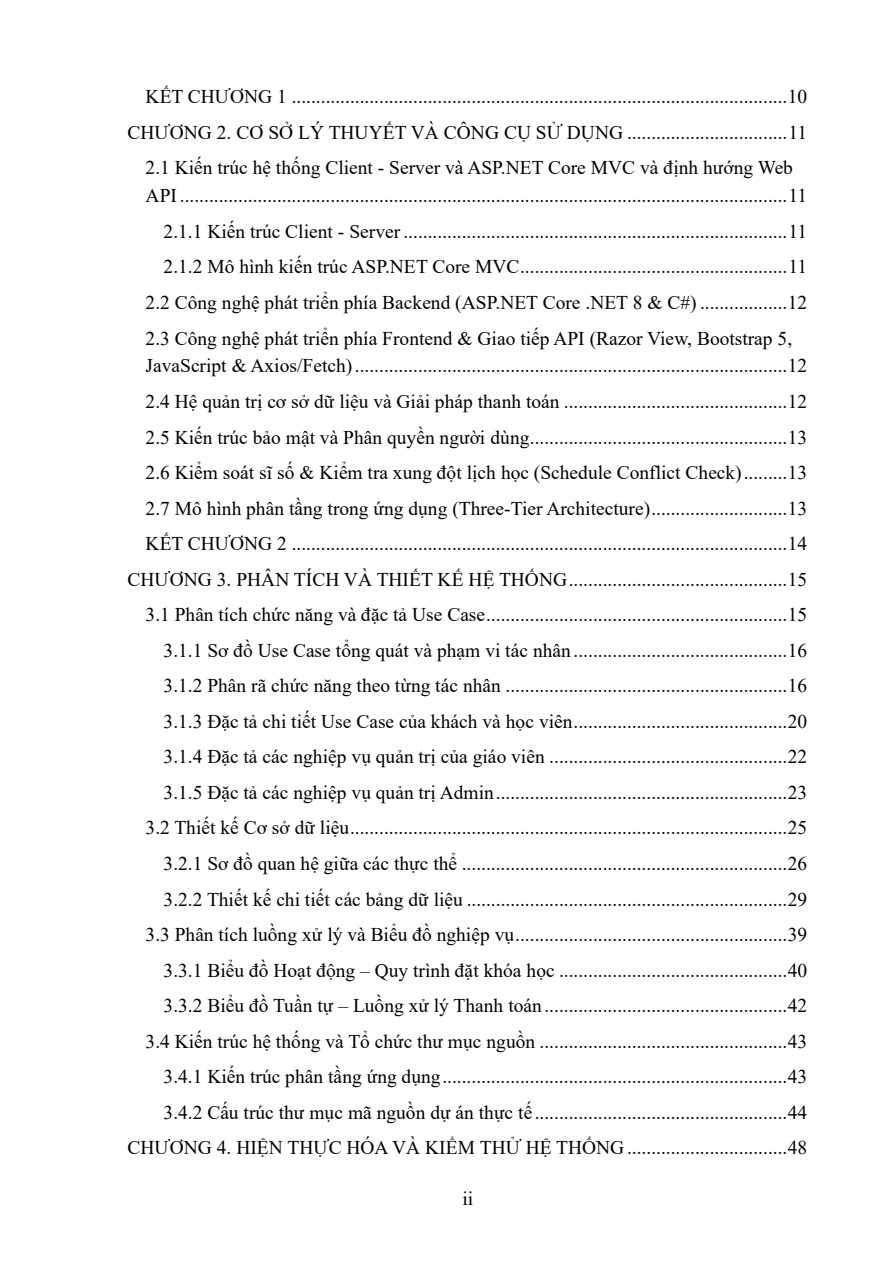 KẾT CHƯƠNG 1 ........................................................................................................10
CHƯƠNG 2. CƠ SỞ LÝ THUYẾT VÀ CÔNG CỤ SỬ DỤNG .................................11
2.1 Kiến trúc hệ thống Client - Server và ASP.NET Core MVC và định hướng Web
API ..............................................................................................................................11
2.1.1 Kiến trúc Client - Server ...............................................................................11
2.1.2 Mô hình kiến trúc ASP.NET Core MVC.......................................................11
2.2 Công nghệ phát triển phía Backend (ASP.NET Core .NET 8 & C#) ..................12
2.3 Công nghệ phát triển phía Frontend & Giao tiếp API (Razor View, Bootstrap 5,
JavaScript & Axios/Fetch) .........................................................................................12
2.4 Hệ quản trị cơ sở dữ liệu và Giải pháp thanh toán ..............................................12
2.5 Kiến trúc bảo mật và Phân quyền người dùng.....................................................13
2.6 Kiểm soát sĩ số & Kiểm tra xung đột lịch học (Schedule Conflict Check).........13
2.7 Mô hình phân tầng trong ứng dụng (Three-Tier Architecture)............................13
KẾT CHƯƠNG 2 ......................................................................................................14
CHƯƠNG 3. PHÂN TÍCH VÀ THIẾT KẾ HỆ THỐNG.............................................15
3.1 Phân tích chức năng và đặc tả Use Case..............................................................15
3.1.1 Sơ đồ Use Case tổng quát và phạm vi tác nhân ............................................16
3.1.2 Phân rã chức năng theo từng tác nhân ..........................................................16
3.1.3 Đặc tả chi tiết Use Case của khách và học viên............................................20
3.1.4 Đặc tả các nghiệp vụ quản trị của giáo viên .................................................22
3.1.5 Đặc tả các nghiệp vụ quản trị Admin............................................................23
3.2 Thiết kế Cơ sở dữ liệu..........................................................................................25
3.2.1 Sơ đồ quan hệ giữa các thực thể ...................................................................26
3.2.2 Thiết kế chi tiết các bảng dữ liệu ..................................................................29
3.3 Phân tích luồng xử lý và Biểu đồ nghiệp vụ........................................................39
3.3.1 Biểu đồ Hoạt động – Quy trình đặt khóa học ...............................................40
3.3.2 Biểu đồ Tuần tự – Luồng xử lý Thanh toán ..................................................42
3.4 Kiến trúc hệ thống và Tổ chức thư mục nguồn ...................................................43
3.4.1 Kiến trúc phân tầng ứng dụng.......................................................................43
3.4.2 Cấu trúc thư mục mã nguồn dự án thực tế ....................................................44
CHƯƠNG 4. HIỆN THỰC HÓA VÀ KIỂM THỬ HỆ THỐNG .................................48
ii